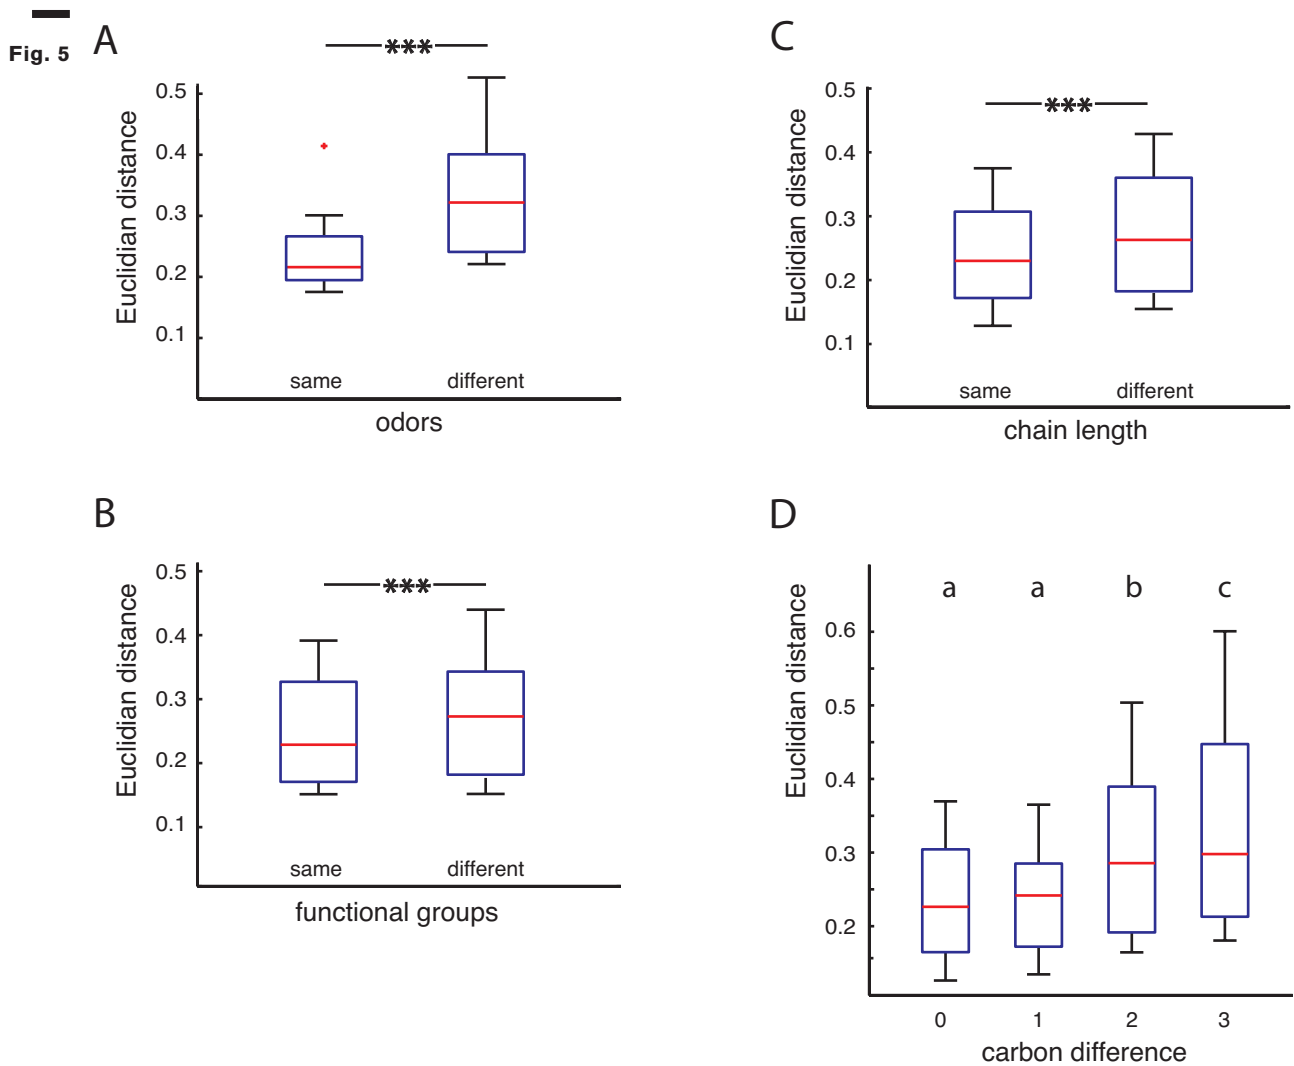 Fig. 5
A
***
Euclidian distance
0.5
0.4
0.3
0.2
0.1
same different
odors
B
***
Euclidian distance
0.5
0.4
0.3
0.2
0.1
same different
functional groups
C
***
Euclidian distance
0.5
0.4
0.3
0.2
0.1
same different
chain length
D
a a b c
Euclidian distance
0.6
0.5
0.4
0.3
0.2
0 1 2 3
carbon difference